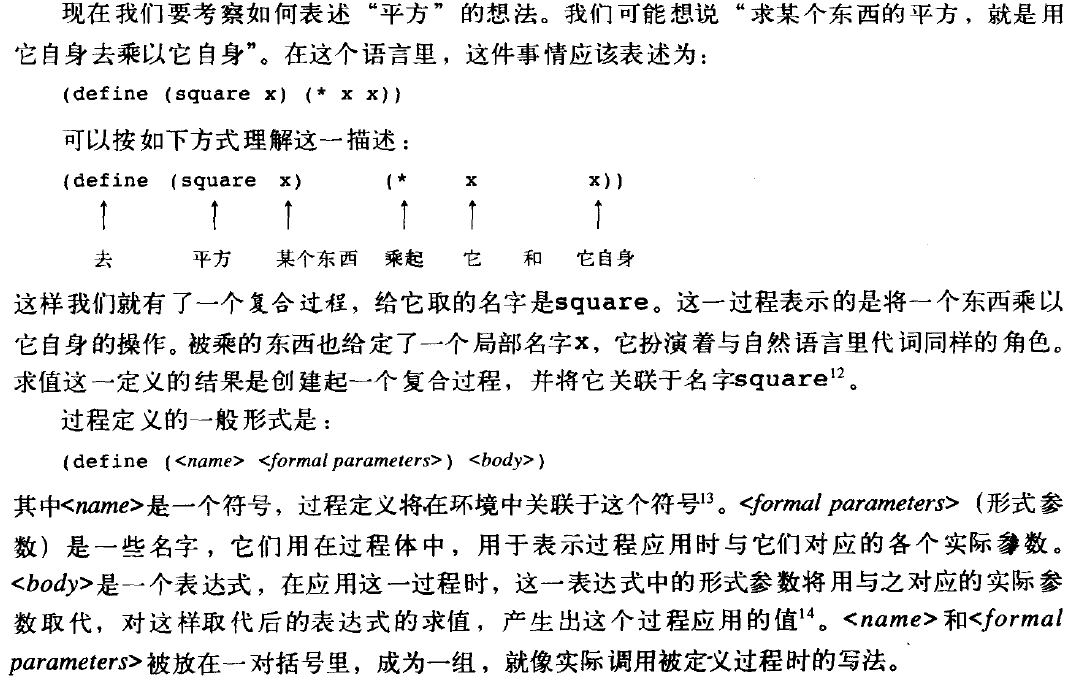 现在我们要考察如何表述“平方”的想法。我们可能想说“求某个东西的平方，就是用
它自身去乘以它自身”。在这个语言里，这件事情应该表述为：
(define (square x) (* x x))
可以按如下方式理解这一描述：
(define (square x) (* x x))
↑ ↑ ↑ ↑ ↑ ↑
去 平方 某个东西 乘起 它 和 它自身
这样我们就有了一个复合过程，给它取的名字是square。这一过程表示的是将一个东西乘以
它自身的操作。被乘的东西也给定了一个局部名字x，它扮演着与自然语言里代词同样的角色。
求值这一定义的结果是创建起一个复合过程，并将它关联于名字square¹²。
过程定义的一般形式是：
(define (<name> <formal parameters>) <body>)
其中<name>是一个符号，过程定义将在环境中关联于这个符号¹³。<formal parameters>（形式参
数）是一些名字，它们用在过程体中，用于表示过程应用时与它们对应的各个实际参数。
<body>是一个表达式，在应用这一过程时，这一表达式中的形式参数将用与之对应的实际参
数取代，对这样取代后的表达式的求值，产生出这个过程应用的值¹⁴。<name>和<formal
parameters>被放在一对括号里，成为一组，就像实际调用被定义过程时的写法。